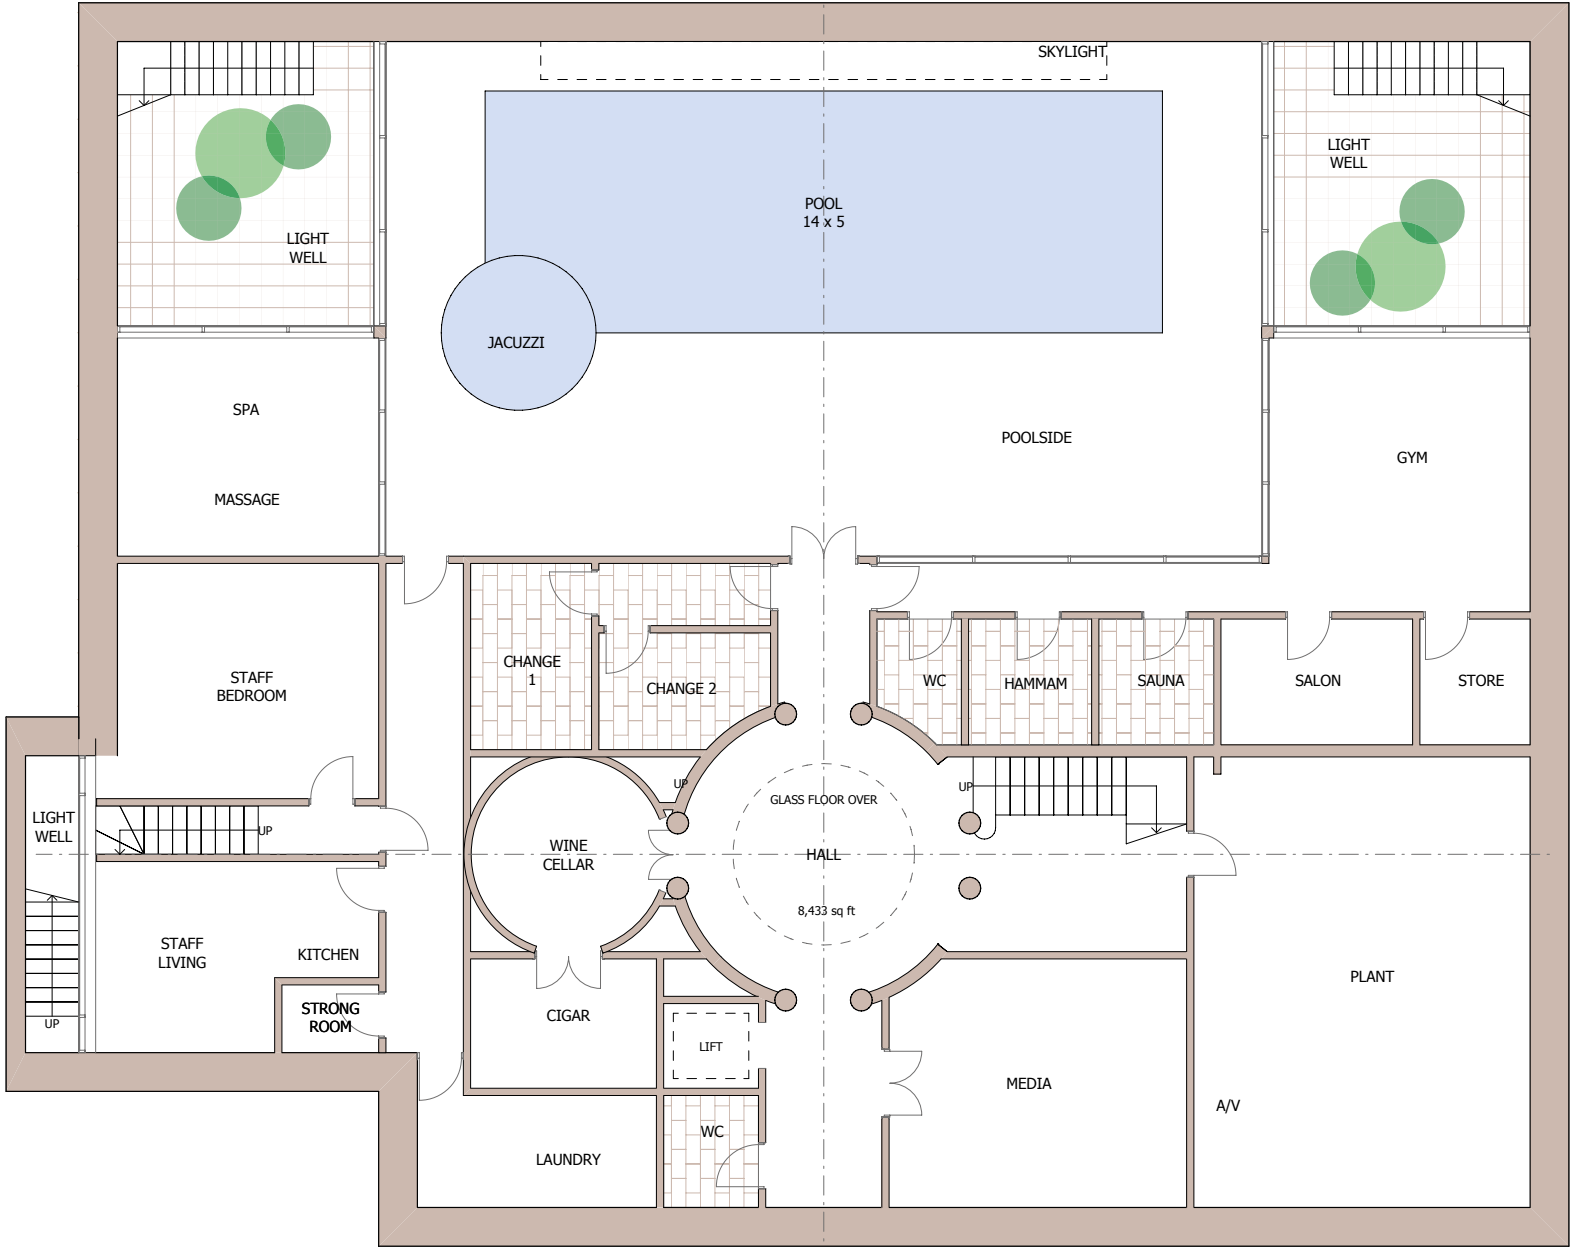 SKYLIGHT
LIGHT
WELL
POOL
14 x 5
LIGHT
WELL
JACUZZI
SPA
POOLSIDE
GYM
MASSAGE
CHANGE
1
STAFF
BEDROOM
CHANGE 2
WC
HAMMAM
SAUNA
SALON
STORE
UP
UP
GLASS FLOOR OVER
LIGHT
WELL
UP
WINE
CELLAR
HALL
8,433 sq ft
STAFF
LIVING
KITCHEN
PLANT
STRONG
ROOM
CIGAR
UP
LIFT
MEDIA
A/V
WC
LAUNDRY